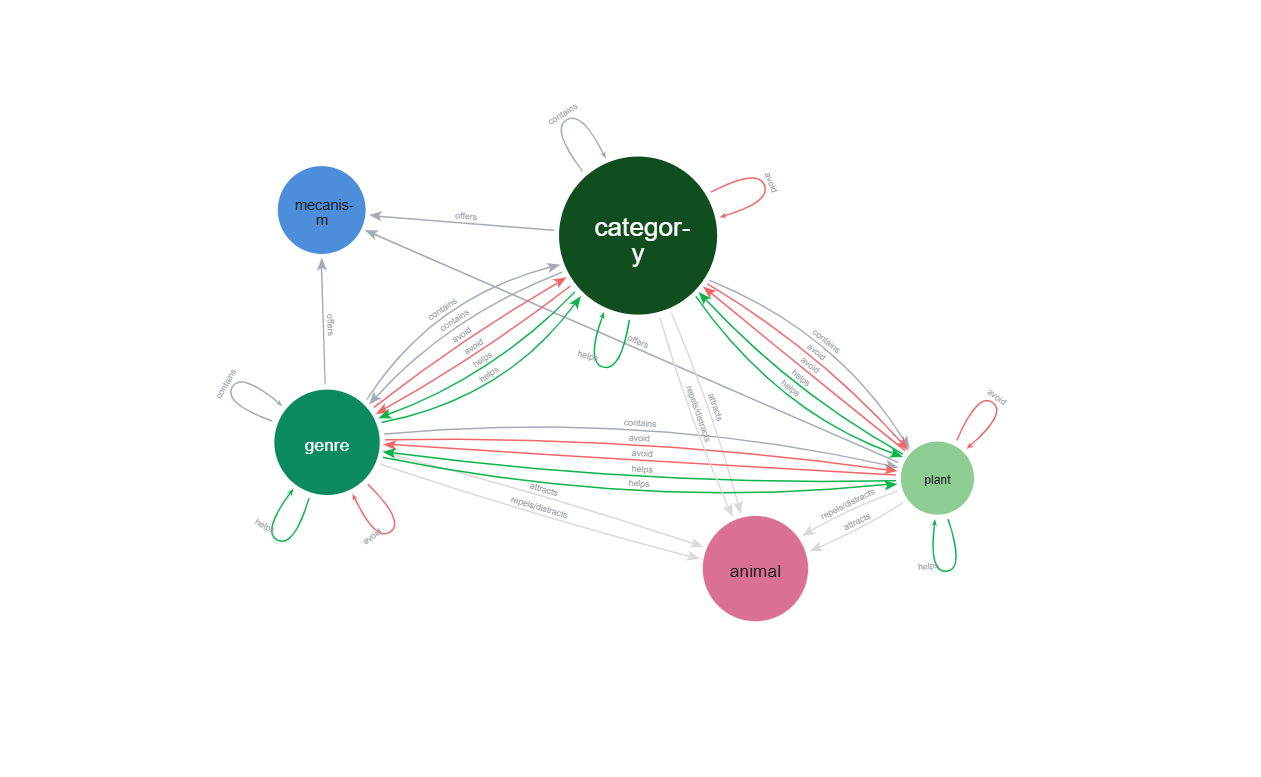 contains
avoid
categor-
y
mecanis-
m
offers
offers
contains
contains
avoid
avoid
helps
helps
helps
offers
contains
avoid
avoid
helps
helps
repels/distracts
attracts
contains
genre
helps
avoid
contains
avoid
avoid
helps
helps
attracts
repels/distracts
avoid
plant
helps
repels/distracts
attracts
animal